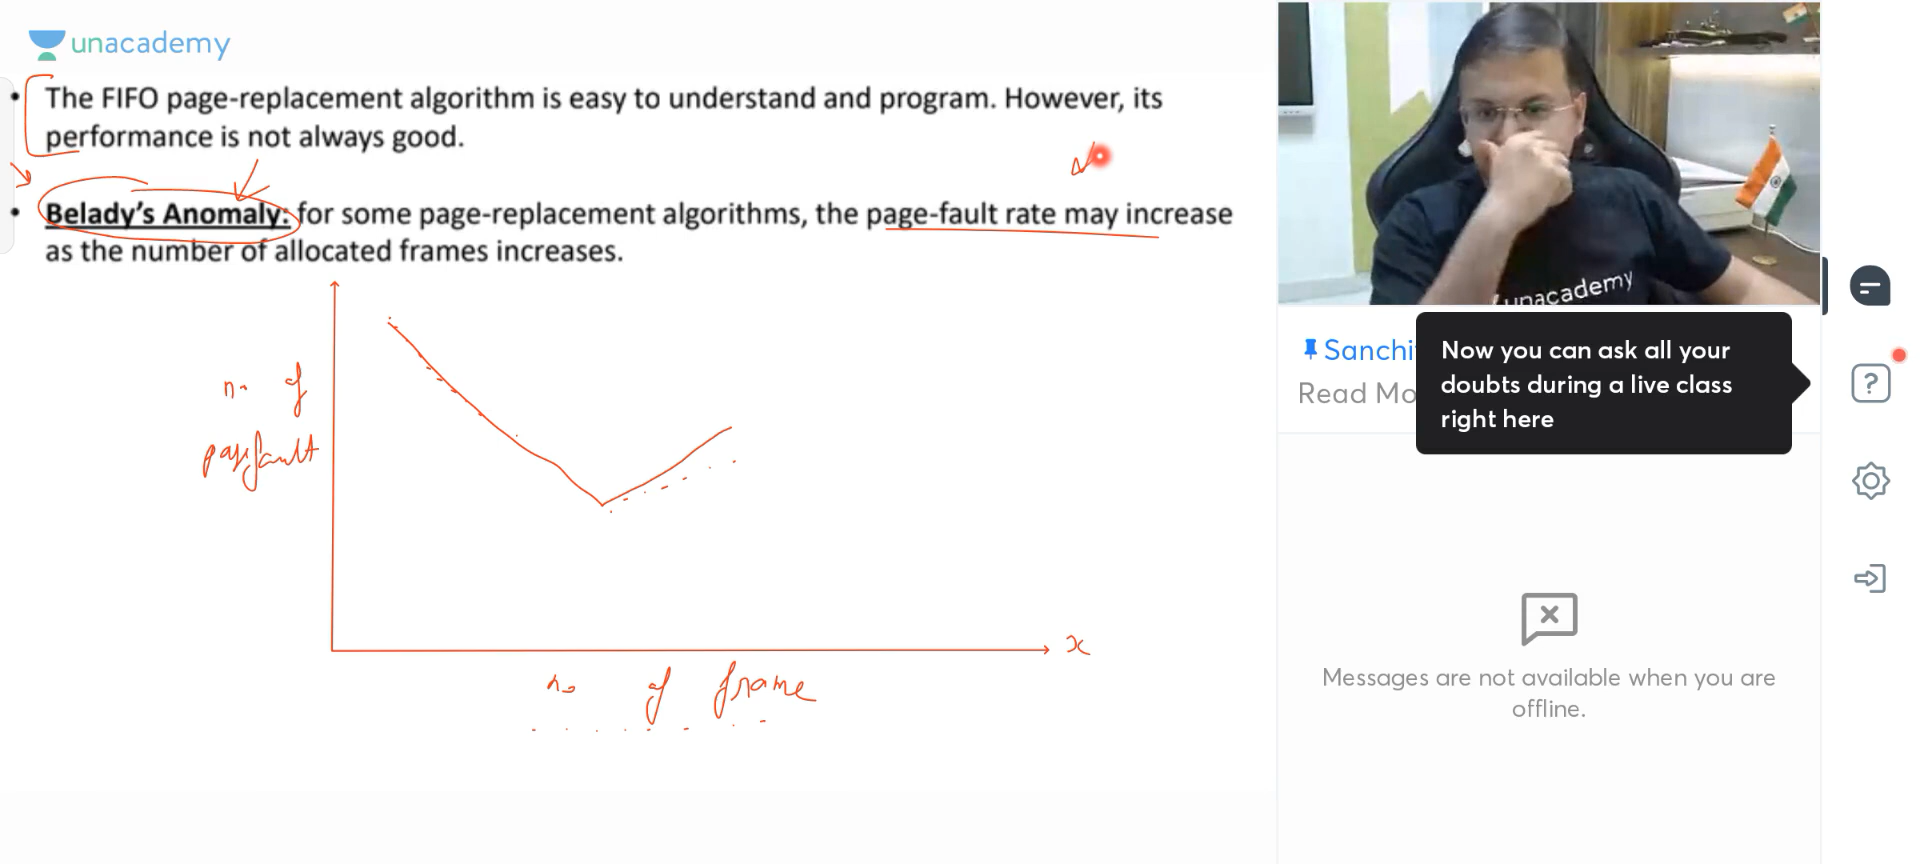 unacademy
• The FIFO page-replacement algorithm is easy to understand and program. However, its
performance is not always good.
• Belady's Anomaly: for some page-replacement algorithms, the page-fault rate may increase
as the number of allocated frames increases.
no of
pagefault
x
no of frame
unacademy
Sanchi
Read Mo
Now you can ask all your
doubts during a live class
right here
?
Messages are not available when you are
offline.